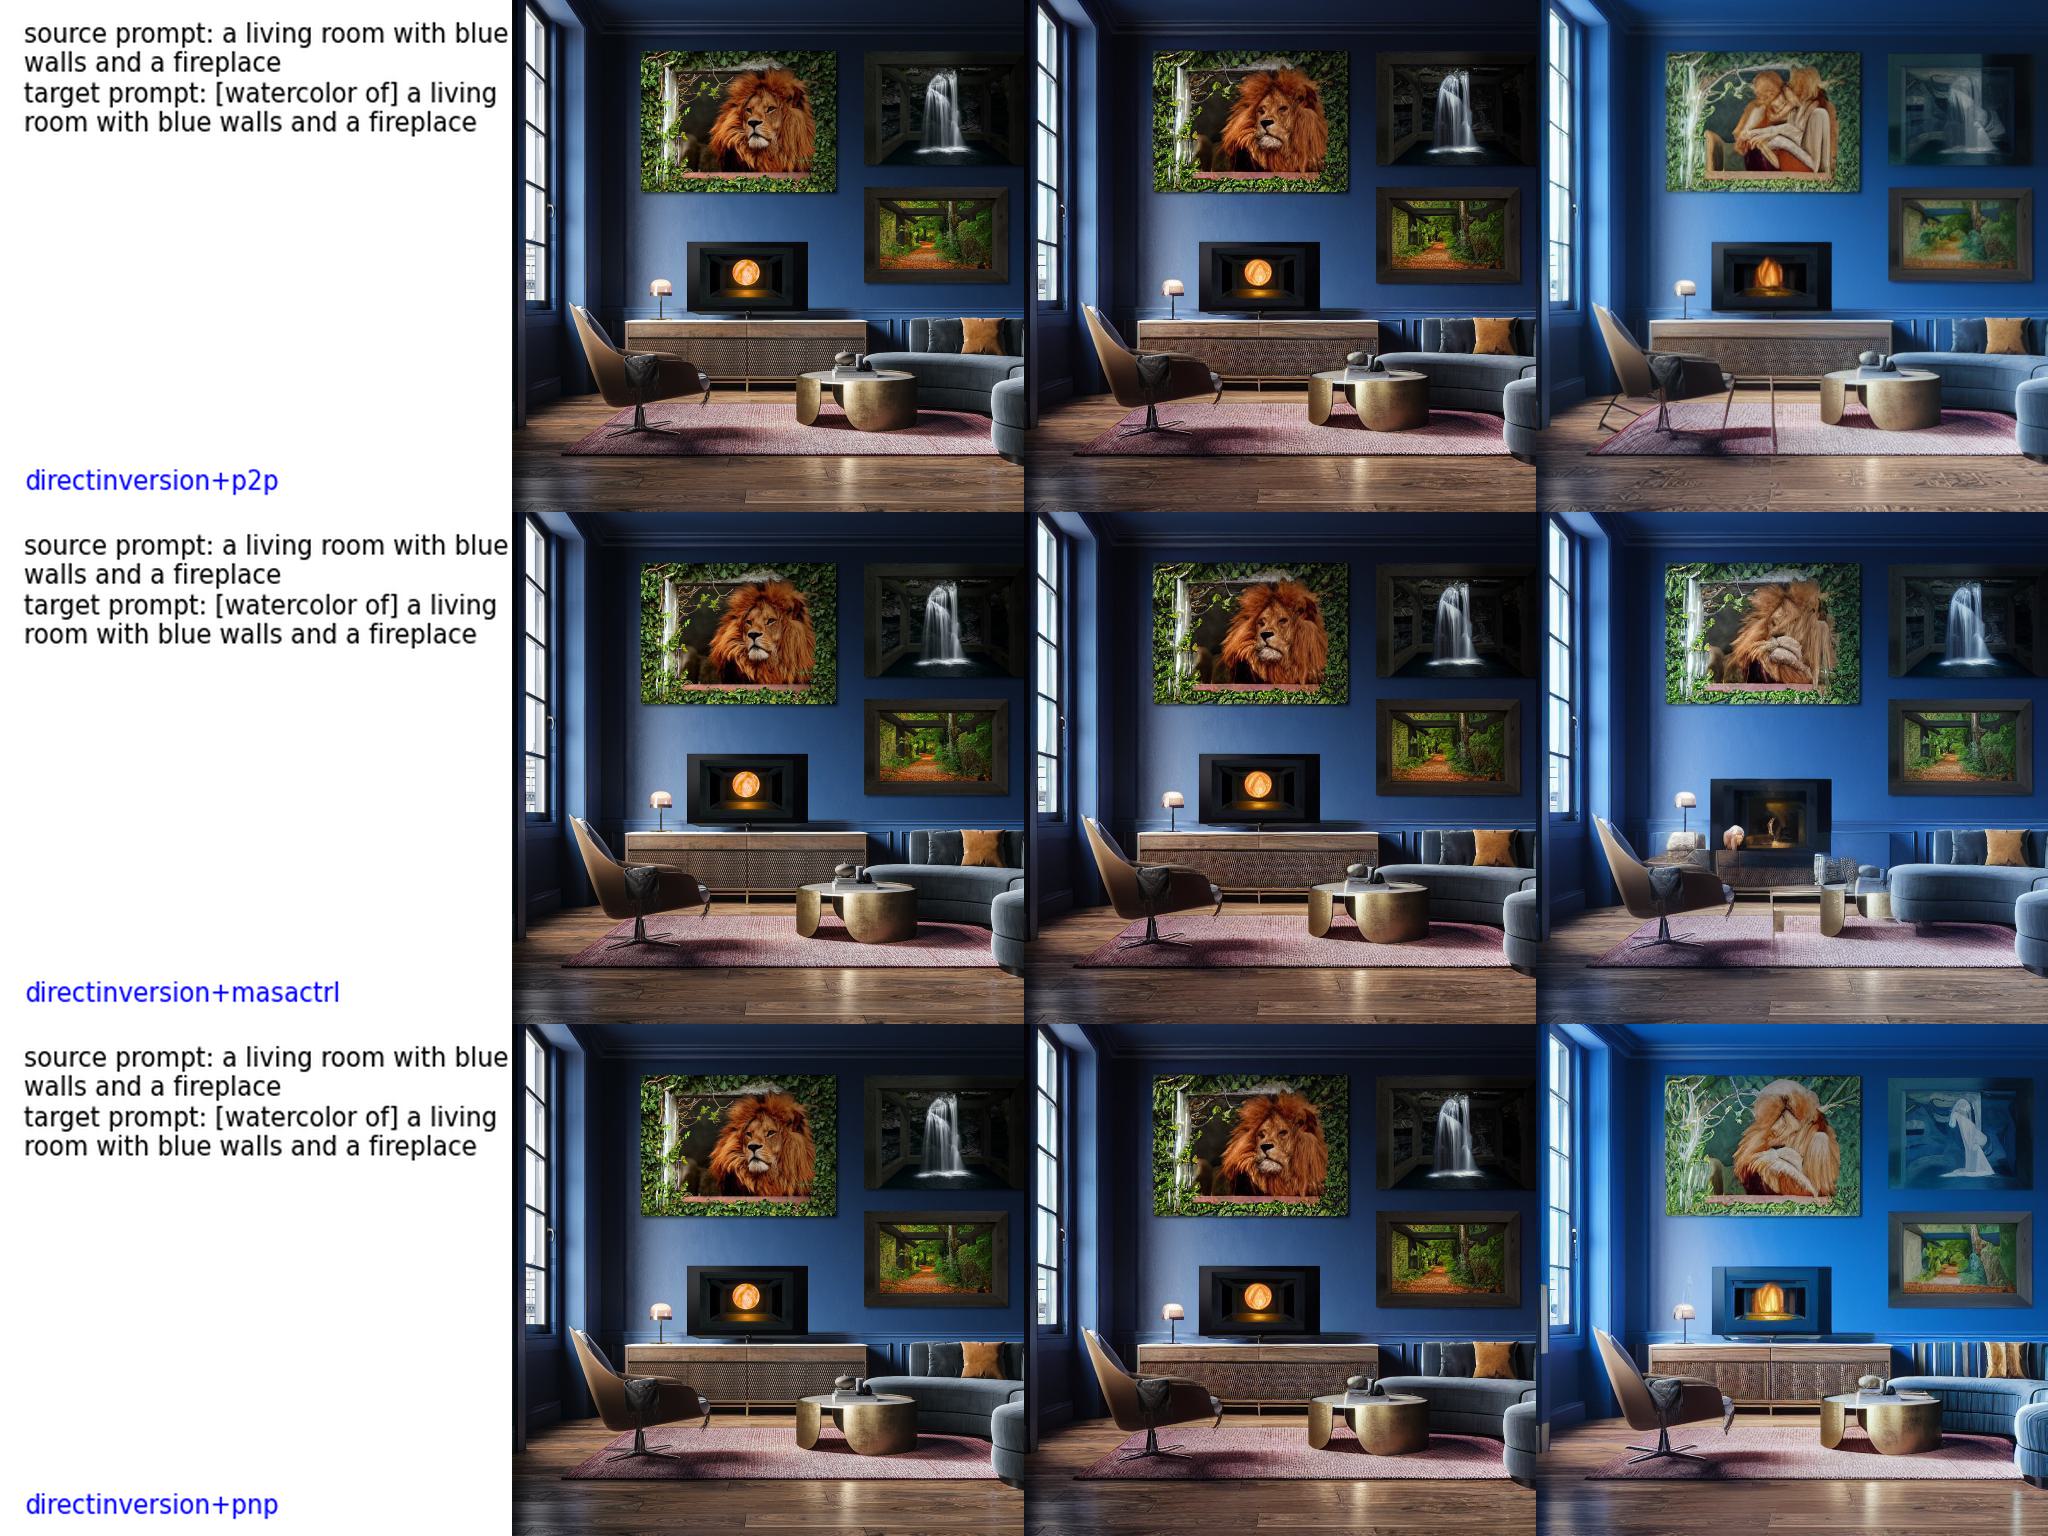 source prompt: a living room with blue
walls and a fireplace
target prompt: [watercolor of] a living
room with blue walls and a fireplace
directinversion+p2p
source prompt: a living room with blue
walls and a fireplace
target prompt: [watercolor of] a living
room with blue walls and a fireplace
directinversion+masactrl
source prompt: a living room with blue
walls and a fireplace
target prompt: [watercolor of] a living
room with blue walls and a fireplace
directinversion+pnp